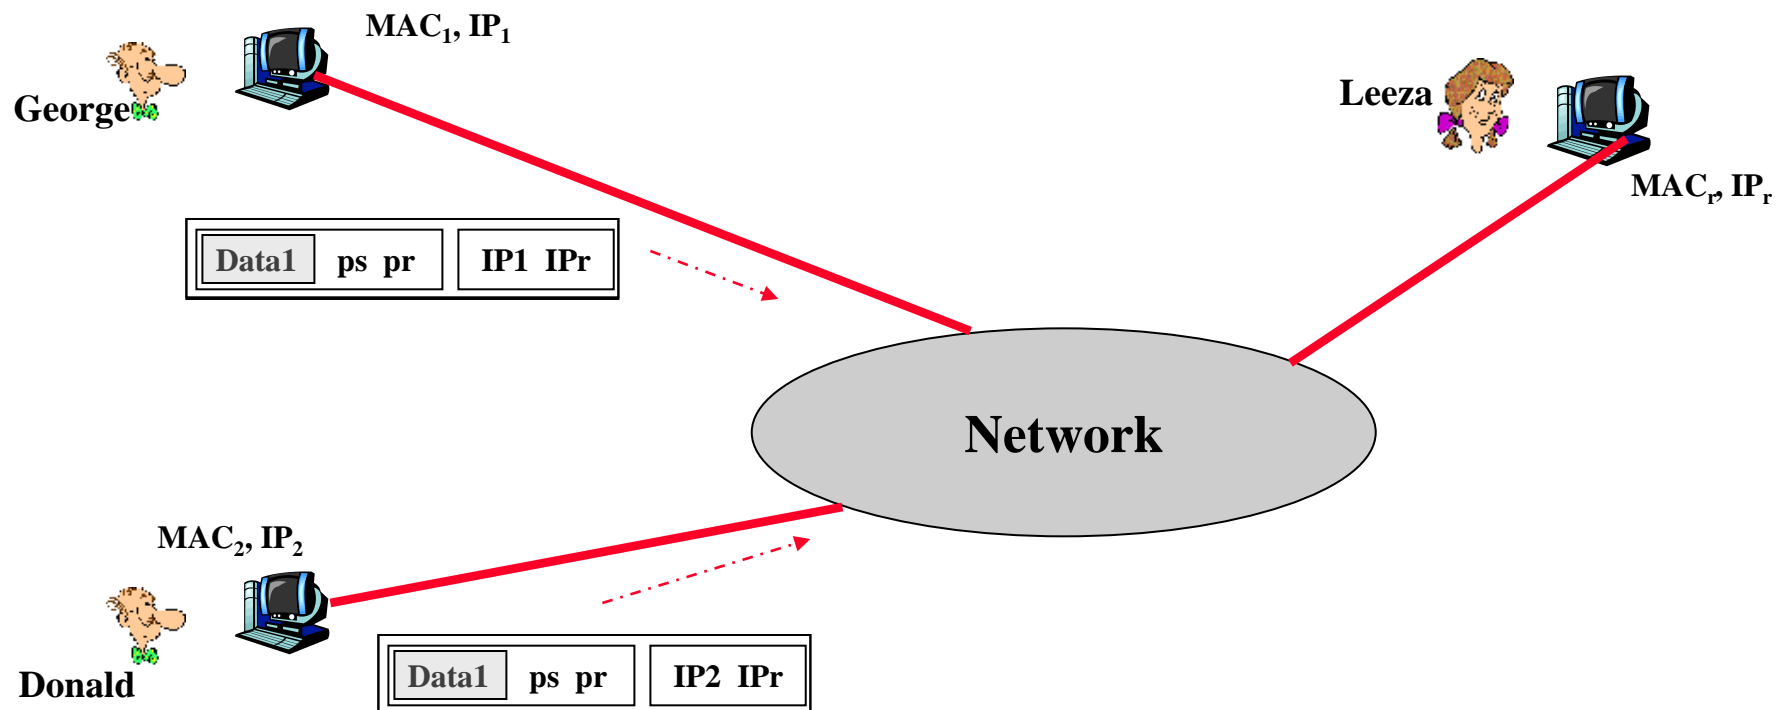 MAC₁, IP₁
George
Leeza
MACᵣ, IPᵣ
Data1 ps pr IP1 IPr
Network
MAC₂, IP₂
Donald
Data1 ps pr IP2 IPr